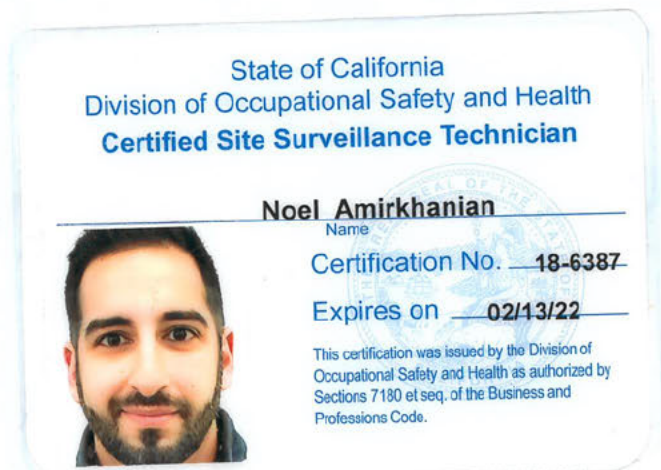 State of California
Division of Occupational Safety and Health
Certified Site Surveillance Technician
Noel Amirkhanian
Name
Certification No. 18-6387
Expires on 02/13/22
This certification was issued by the Division of
Occupational Safety and Health as authorized by
Sections 7180 et seq. of the Business and
Professions Code.